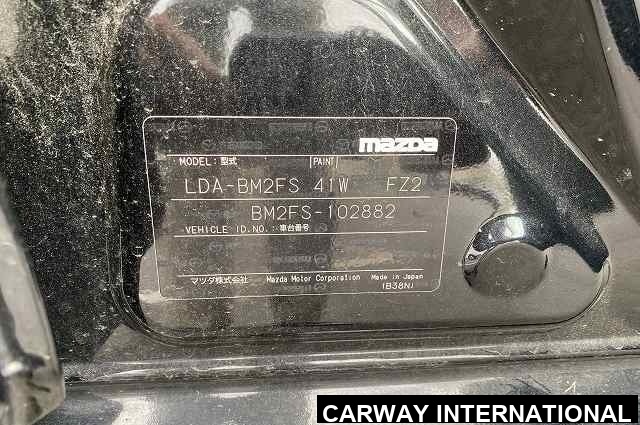 mazda
MODEL: 型式 PAINT
LDA-BM2FS 41W FZ2
BM2FS-102882
VEHICLE ID.NO.: 車台番号
マツダ株式会社 Mazda Motor Corporation Made in Japan
(B38N)
CARWAY INTERNATIONAL